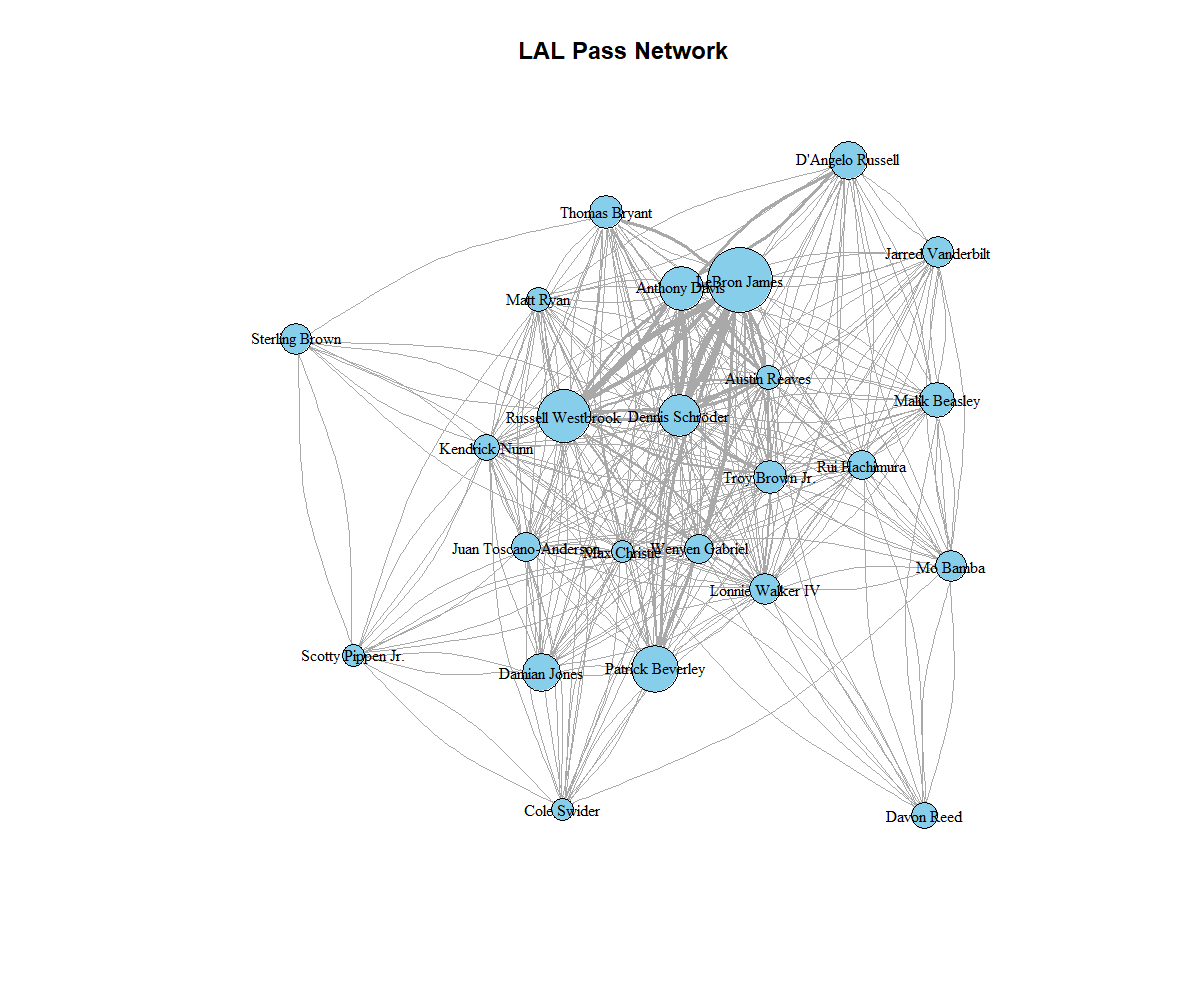 LAL Pass Network
D'Angelo Russell
Thomas Bryant
Jarred Vanderbilt
LeBron James
Anthony Davis
Matt Ryan
Sterling Brown
Austin Reaves
Malik Beasley
Russell Westbrook
Dennis Schröder
Kendrick Nunn
Rui Hachimura
Troy Brown Jr.
Juan Toscano-Anderson
Max Christie
Wenyen Gabriel
Mo Bamba
Lonnie Walker IV
Scotty Pippen Jr.
Damian Jones
Patrick Beverley
Cole Swider
Davon Reed